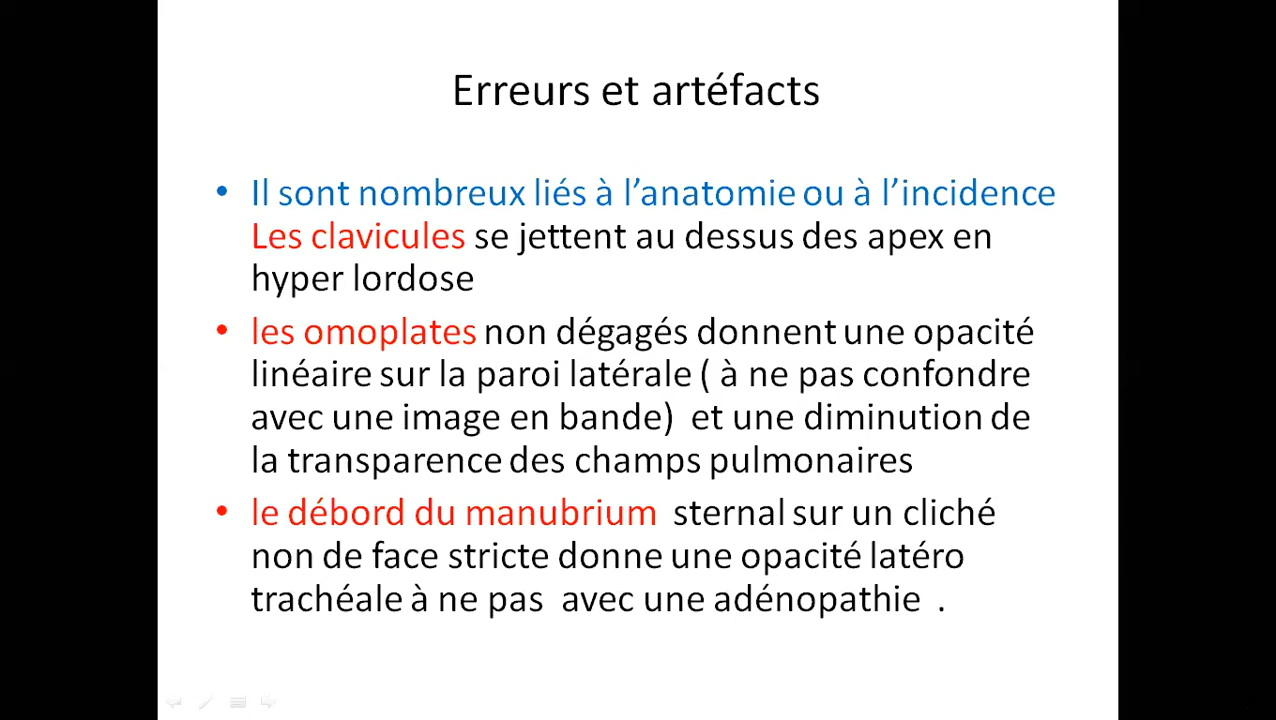 Erreurs et artéfacts
• Il sont nombreux liés à l’anatomie ou à l’incidence
Les clavicules se jettent au dessus des apex en
hyper lordose
• les omoplates non dégagés donnent une opacité
linéaire sur la paroi latérale ( à ne pas confondre
avec une image en bande) et une diminution de
la transparence des champs pulmonaires
• le débord du manubrium sternal sur un cliché
non de face stricte donne une opacité latéro
trachéale à ne pas avec une adénopathie .